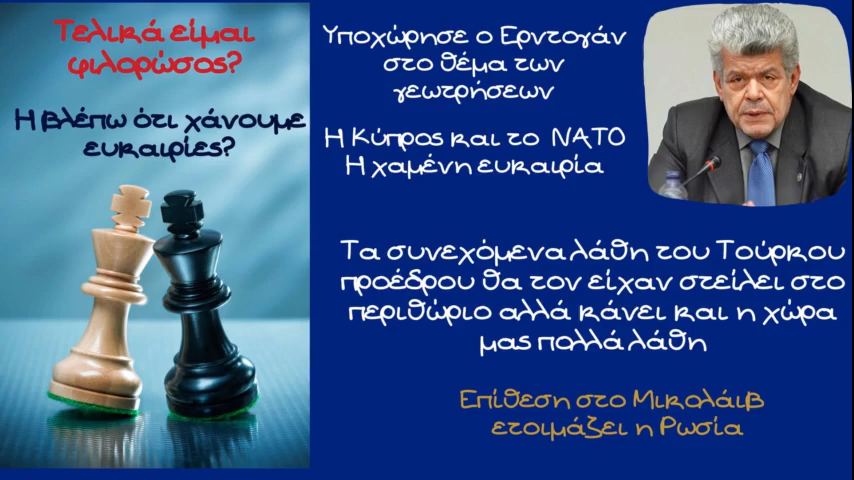 Τελικά είμαι
φιλορώσος?
Η βλέπω ότι χάνουμε
ευκαιρίες?
Υποχώρησε ο Ερντογάν
στο θέμα των
γεωτρήσεων
Η Κύπρος και το ΝΑΤΟ
Η χαμένη ευκαιρία
Τα συνεχόμενα λάθη του Τούρκου
προέδρου θα τον είχαν στείλει στο
περιθώριο αλλά κάνει και η χώρα
μας πολλά λάθη
Επίθεση στο Μικολάιβ
ετοιμάζει η Ρωσία